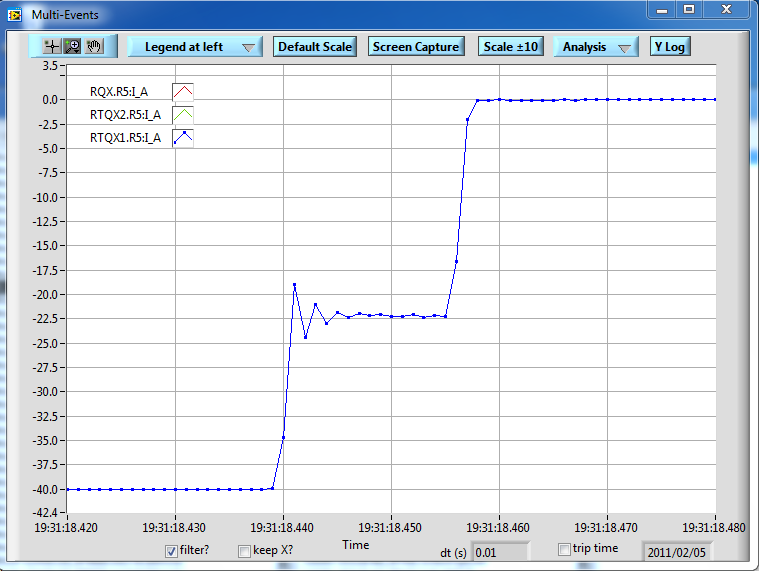 Multi-Events
Legend at left Default Scale Screen Capture Scale ±10 Analysis Y Log
3.5
RQX.R5:I_A
0.0
RTQX2.R5:I_A
-2.5
RTQX1.R5:I_A
-5.0
-7.5
-10.0
-12.5
-15.0
-17.5
-20.0
-22.5
-25.0
-27.5
-30.0
-32.5
-35.0
-37.5
-40.0
-42.4
19:31:18.420 19:31:18.430 19:31:18.440 19:31:18.450 19:31:18.460 19:31:18.470 19:31:18.480
filter? keep X? Time dt (s) 0.01 trip time 2011/02/05